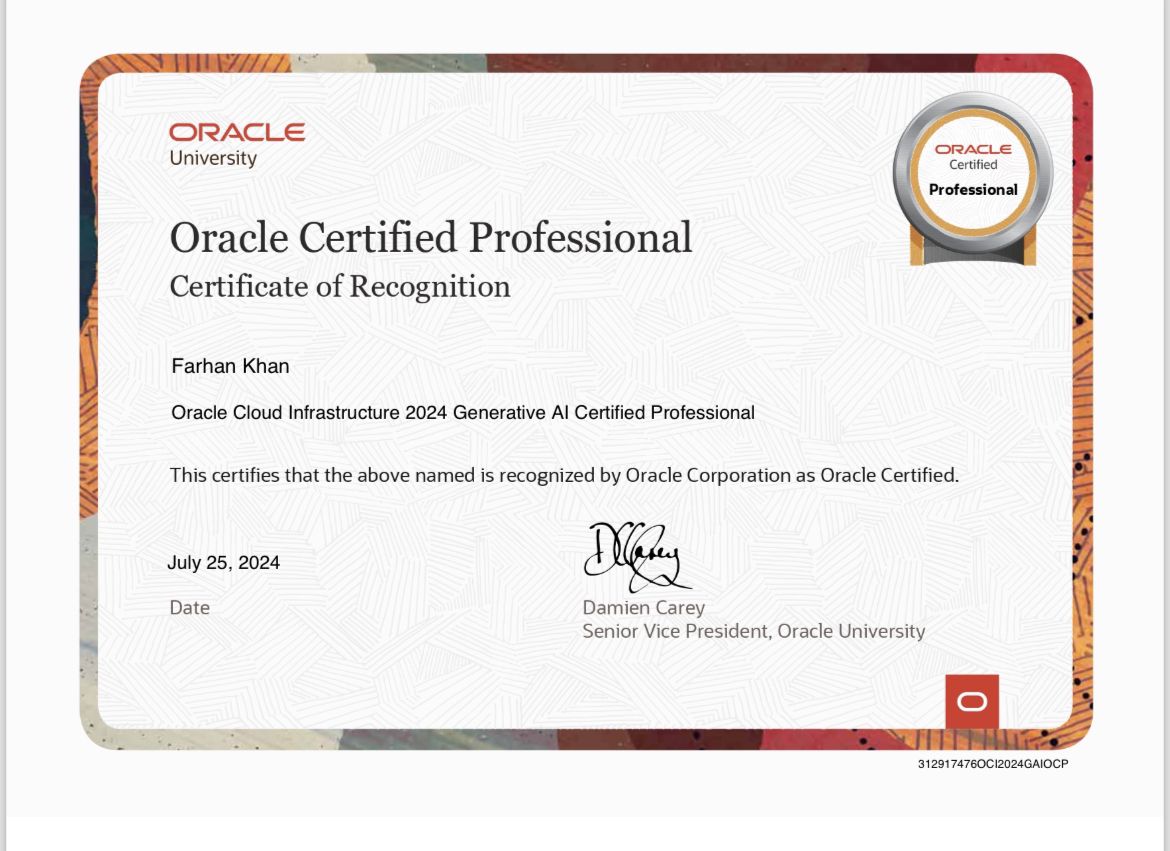 ORACLE
University
ORACLE
Certified
Professional
Oracle Certified Professional
Certificate of Recognition
Farhan Khan
Oracle Cloud Infrastructure 2024 Generative AI Certified Professional
This certifies that the above named is recognized by Oracle Corporation as Oracle Certified.
DCarey
July 25, 2024
Date
Damien Carey
Senior Vice President, Oracle University
312917476OCI2024GAIOCP